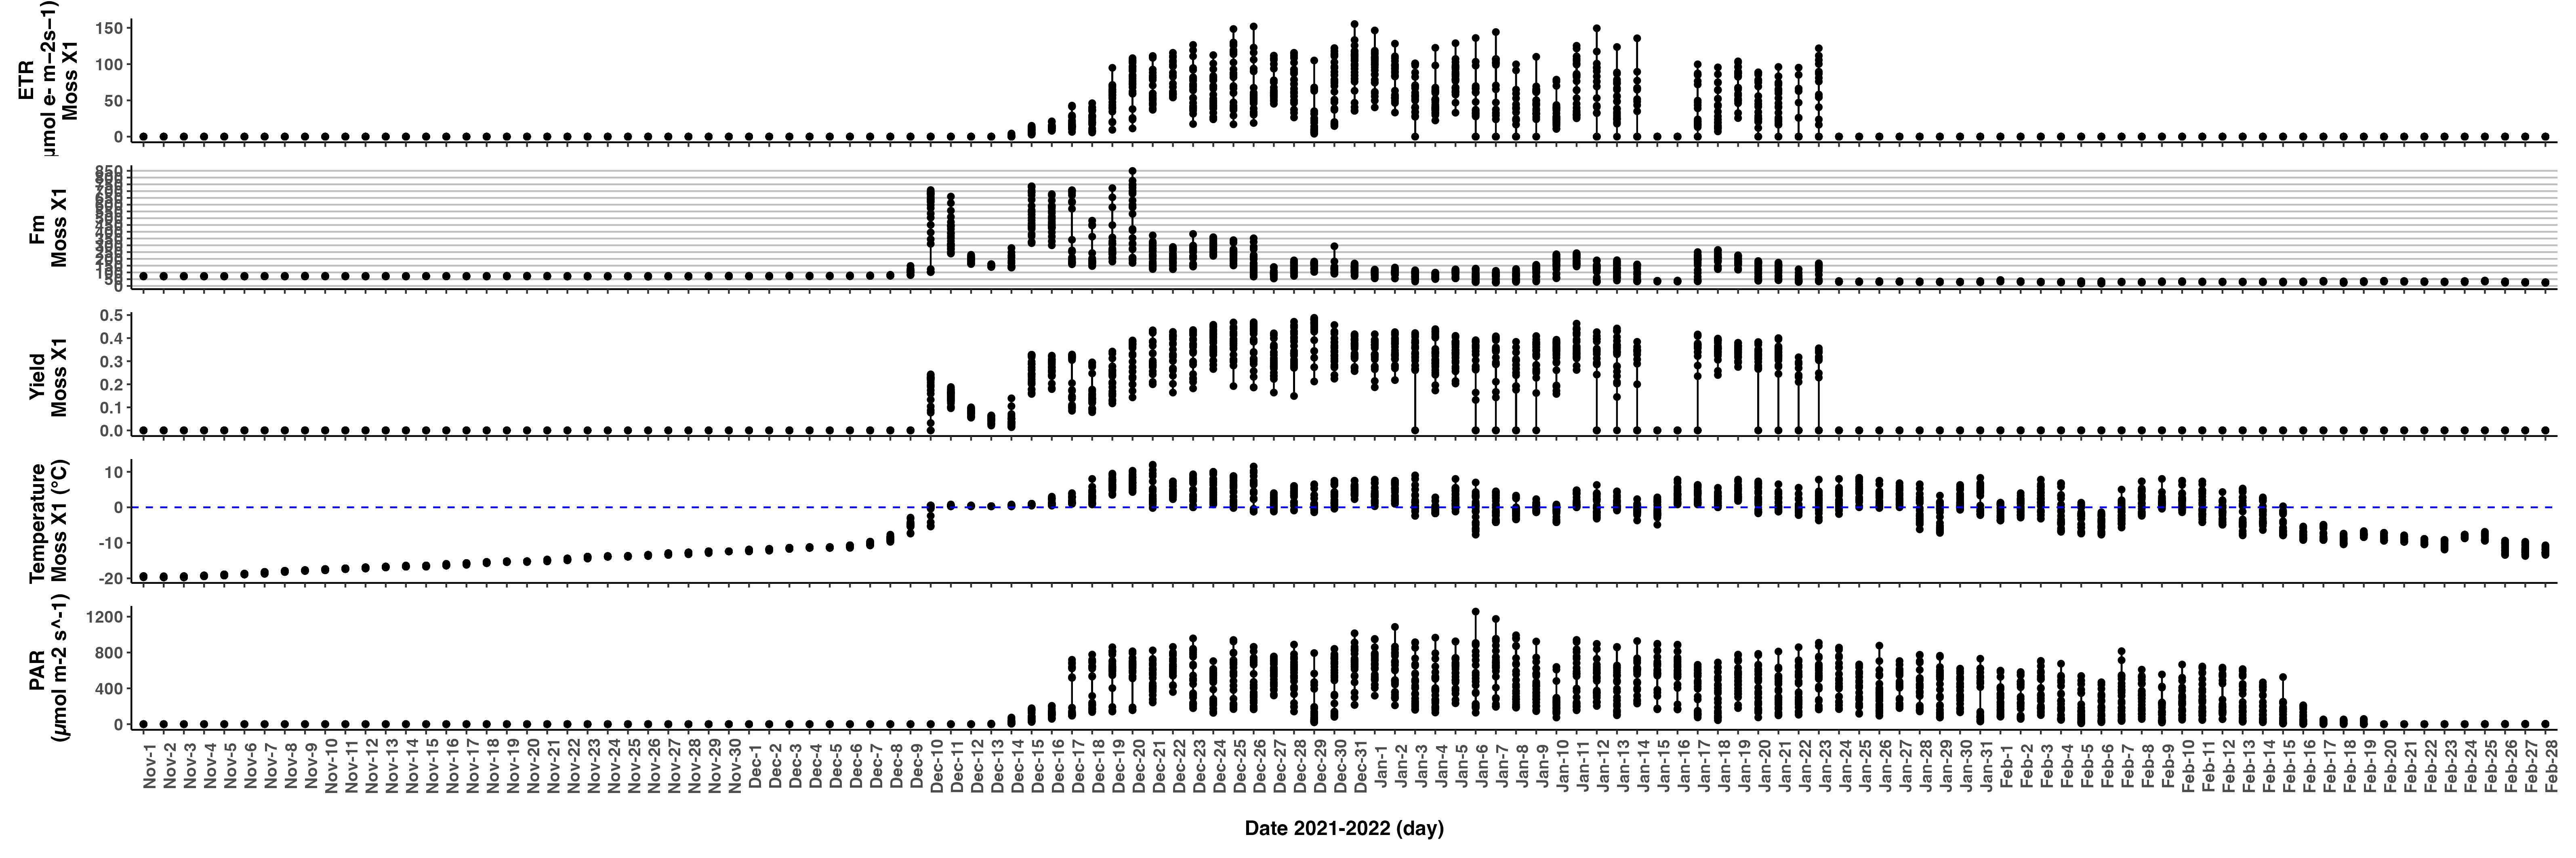 ETR
µmol e- m−2s−1)
Moss X1
150
100
50
0
Fm
Moss X1
850
0
Yield
Moss X1
0.5
0.4
0.3
0.2
0.1
0.0
Temperature
Moss X1 (°C)
10
0
-10
-20
PAR
(µmol m-2 s^-1)
1200
800
400
0
Nov-1
Nov-2
Nov-3
Nov-4
Nov-5
Nov-6
Nov-7
Nov-8
Nov-9
Nov-10
Nov-11
Nov-12
Nov-13
Nov-14
Nov-15
Nov-16
Nov-17
Nov-18
Nov-19
Nov-20
Nov-21
Nov-22
Nov-23
Nov-24
Nov-25
Nov-26
Nov-27
Nov-28
Nov-29
Nov-30
Dec-1
Dec-2
Dec-3
Dec-4
Dec-5
Dec-6
Dec-7
Dec-8
Dec-9
Dec-10
Dec-11
Dec-12
Dec-13
Dec-14
Dec-15
Dec-16
Dec-17
Dec-18
Dec-19
Dec-20
Dec-21
Dec-22
Dec-23
Dec-24
Dec-25
Dec-26
Dec-27
Dec-28
Dec-29
Dec-30
Dec-31
Jan-1
Jan-2
Jan-3
Jan-4
Jan-5
Jan-6
Jan-7
Jan-8
Jan-9
Jan-10
Jan-11
Jan-12
Jan-13
Jan-14
Jan-15
Jan-16
Jan-17
Jan-18
Jan-19
Jan-20
Jan-21
Jan-22
Jan-23
Jan-24
Jan-25
Jan-26
Jan-27
Jan-28
Jan-29
Jan-30
Jan-31
Feb-1
Feb-2
Feb-3
Feb-4
Feb-5
Feb-6
Feb-7
Feb-8
Feb-9
Feb-10
Feb-11
Feb-12
Feb-13
Feb-14
Feb-15
Feb-16
Feb-17
Feb-18
Feb-19
Feb-20
Feb-21
Feb-22
Feb-23
Feb-24
Feb-25
Feb-26
Feb-27
Feb-28
Date 2021-2022 (day)